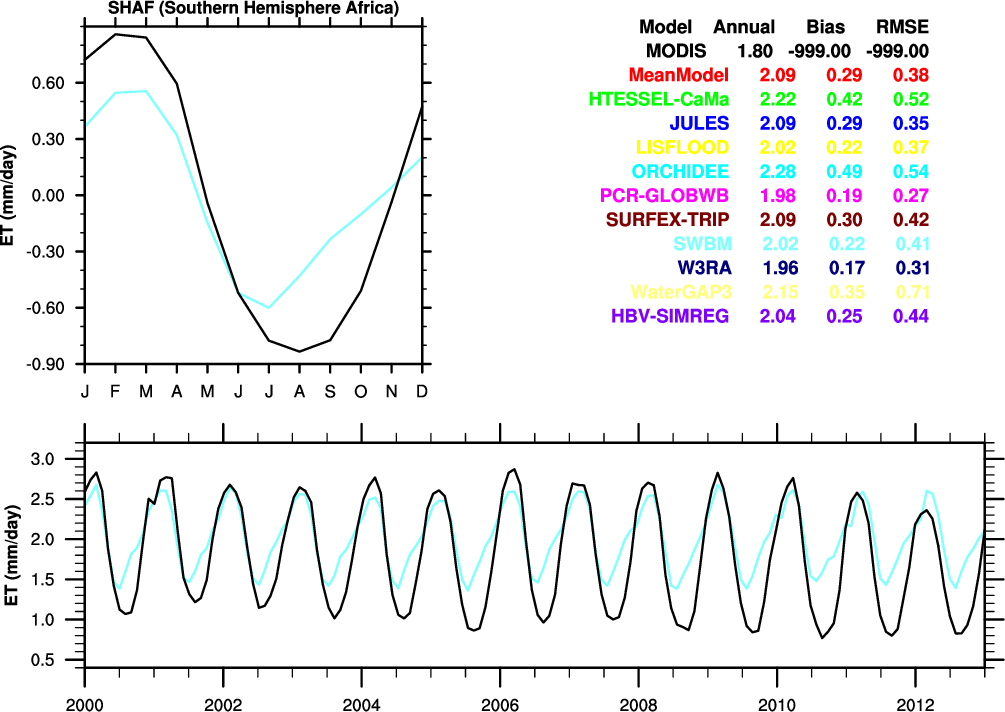 SHAF (Southern Hemisphere Africa)
Model Annual Bias RMSE
MODIS 1.80 -999.00 -999.00
MeanModel 2.09 0.29 0.38
HTESSEL-CaMa 2.22 0.42 0.52
JULES 2.09 0.29 0.35
LISFLOOD 2.02 0.22 0.37
ORCHIDEE 2.28 0.49 0.54
PCR-GLOBWB 1.98 0.19 0.27
SURFEX-TRIP 2.09 0.30 0.42
SWBM 2.02 0.22 0.41
W3RA 1.96 0.17 0.31
WaterGAP3 2.15 0.35 0.71
HBV-SIMREG 2.04 0.25 0.44
ET (mm/day)
0.60
0.30
0.00
-0.30
-0.60
-0.90
J F M A M J J A S O N D
ET (mm/day)
3.0
2.5
2.0
1.5
1.0
0.5
2000 2002 2004 2006 2008 2010 2012